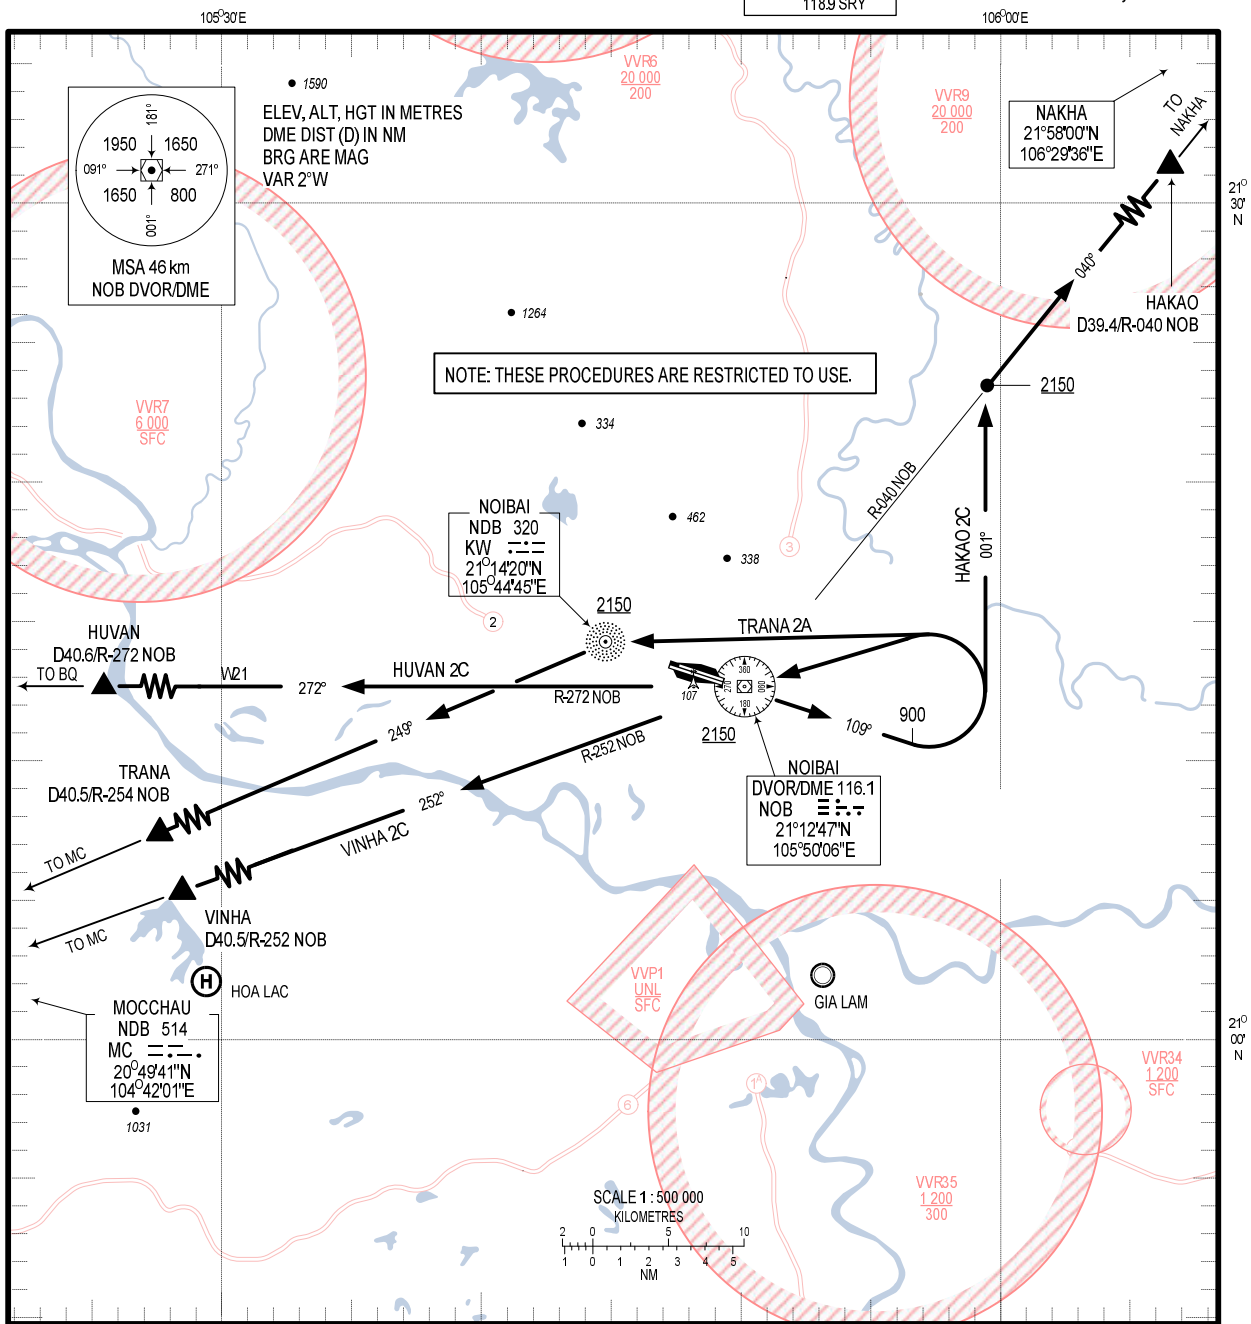 118.9 SRY
105°30'E
106°00'E
1590
ELEV, ALT, HGT IN METRES
DME DIST (D) IN NM
BRG ARE MAG
VAR 2°W
181°
1950
1650
091°
271°
1650
800
001°
MSA 46 km
NOB DVOR/DME
VVR6
20 000
200
VVR9
20 000
200
NAKHA
21°58'00"N
106°29'36"E
TO
NAKHA
21°
30'
N
040°
HAKAO
D39.4/R-040 NOB
1264
NOTE: THESE PROCEDURES ARE RESTRICTED TO USE.
2150
VVR7
6 000
SFC
334
R-040 NOB
NOIBAI
NDB 320
KW
21°14'20"N
105°44'45"E
462
338
3
HAKAO 2C
001°
2
2150
TRANA 2A
HUVAN
D40.6/R-272 NOB
TO BQ
W21
272°
HUVAN 2C
R-272 NOB
107
360
090
180
270
2150
109°
900
249°
R-252 NOB
TRANA
D40.5/R-254 NOB
NOIBAI
DVOR/DME 116.1
NOB
21°12'47"N
105°50'06"E
252°
VINHA 2C
TO MC
VINHA
D40.5/R-252 NOB
TO MC
H
HOA LAC
VVP1
UNL
SFC
GIA LAM
MOCCHAU
NDB 514
MC
20°49'41"N
104°42'01"E
21°
00'
N
1031
6
1A
VVR34
1 200
SFC
VVR35
1 200
300
SCALE 1 : 500 000
KILOMETRES
2 0 5 10
1 0 1 2 3 4 5
NM